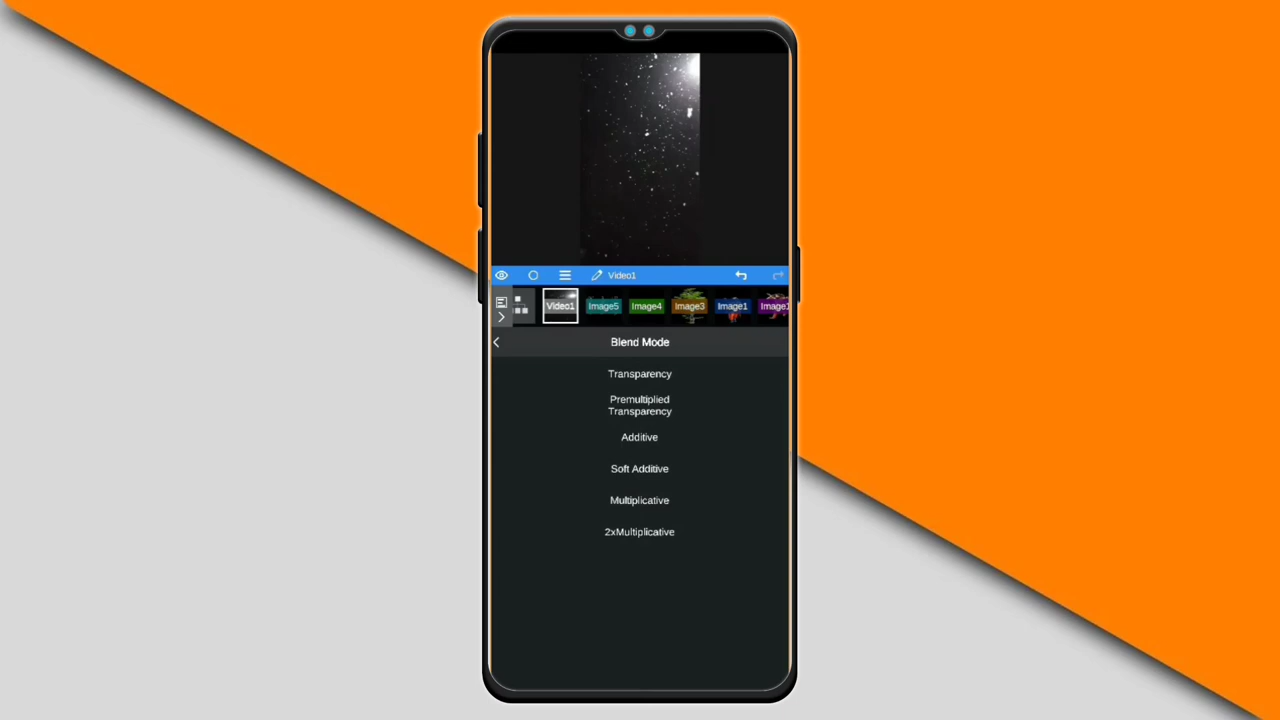 Video1
Video1 Image5 Image4 Image3 Image1 Image1
Blend Mode
Transparency
Premultiplied
Transparency
Additive
Soft Additive
Multiplicative
2xMultiplicative